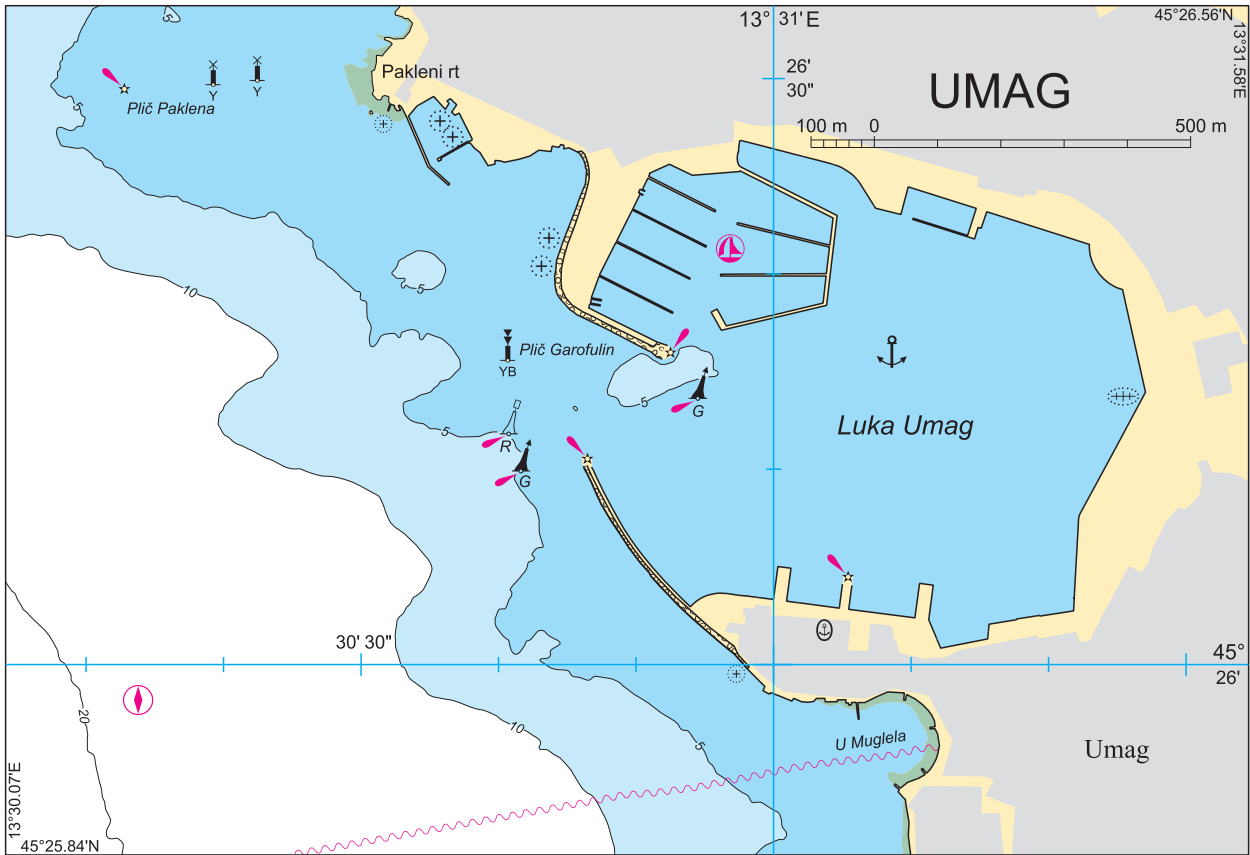 13° 31' E
45°26.56'N
13°31.58'E
5
Pakleni rt
26'
30"
UMAG
100 m 0 500 m
Plič Paklena
Y
Y
10
5
Plič Garofulin
YB
5
G
R
5
G
Luka Umag
30' 30"
45°
26'
20
10
5
U Muglela
Umag
13°30.07'E
45°25.84'N